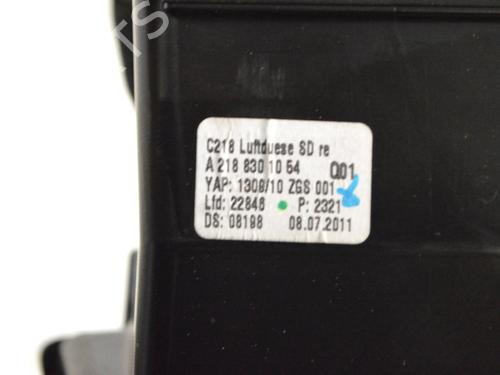 C218 Luftduese SD re
A 218 830 10 54 Q01
YAP: 1309/10 ZGS 001
Lfd: 22846 P: 2321
DS: 08198 08.07.2011